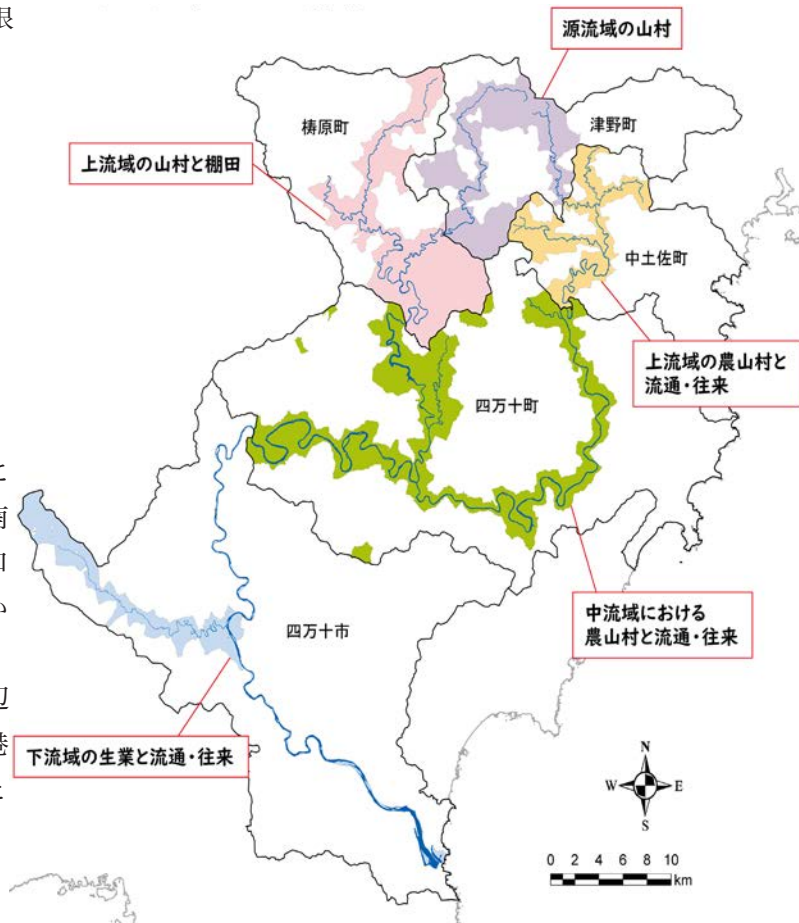 源流域の山村
梼原町
津野町
上流域の山村と棚田
中土佐町
上流域の農山村と
流通・往来
四万十町
中流域における
農山村と流通・往来
四万十市
下流域の生業と流通・往来
N
W E
S
0 2 4 6 8 10
km